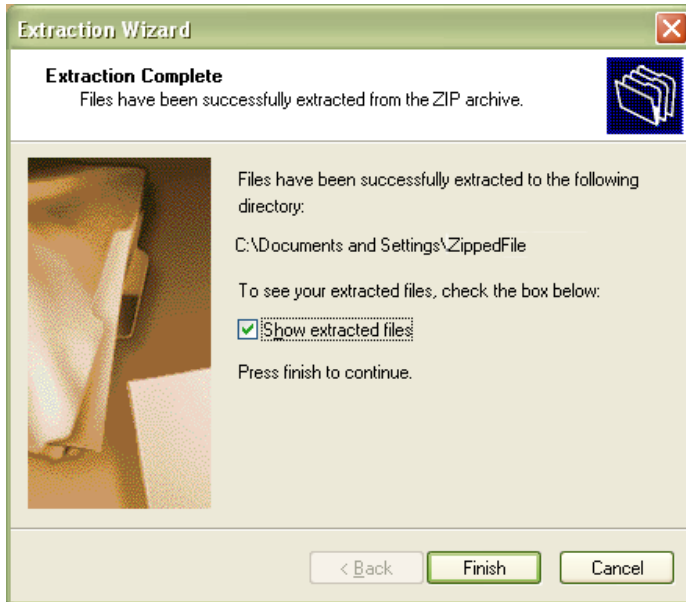 Extraction Wizard
Extraction Complete
Files have been successfully extracted from the ZIP archive.
Files have been successfully extracted to the following
directory:
C:\Documents and Settings\ZippedFile
To see your extracted files, check the box below:
Show extracted files
Press finish to continue.
< Back
Finish
Cancel